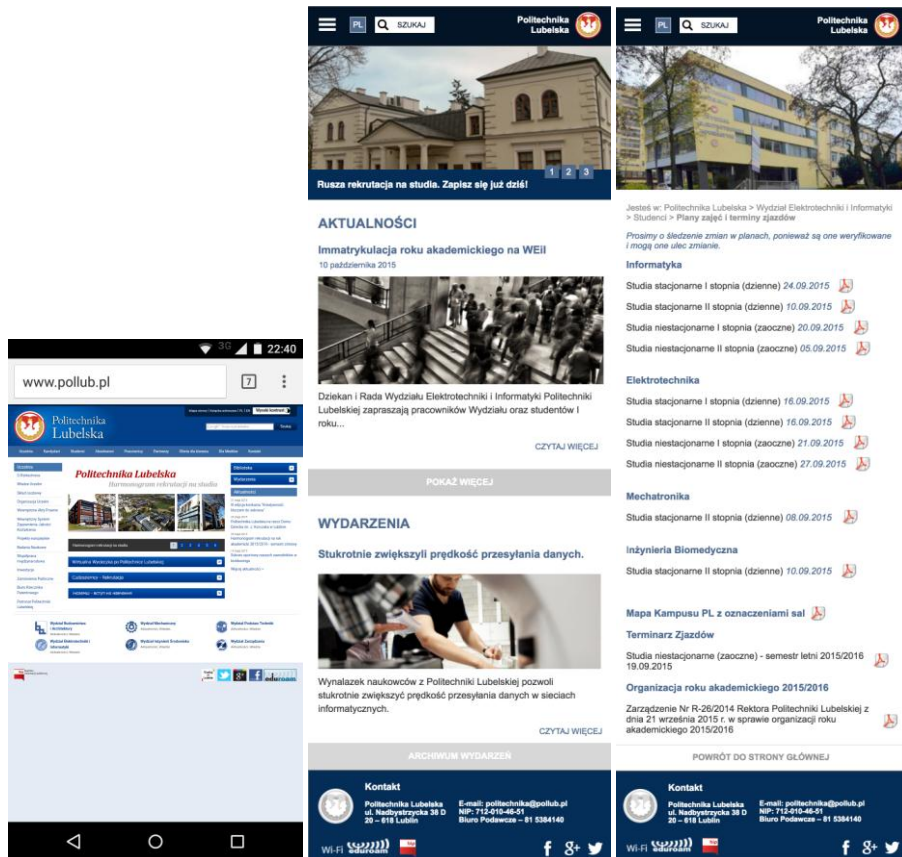 3G 22:40
www.pollub.pl
7
Politechnika
Lubelska
Politechnika Lubelska
Harmonogram rekrutacji na studia
eduroam
PL SZUKAJ
Politechnika
Lubelska
1 2 3
Rusza rekrutacja na studia. Zapisz się już dziś!
AKTUALNOŚCI
Immatrykulacja roku akademickiego na WEiI
10 października 2015
Dziekan i Rada Wydziału Elektrotechniki i Informatyki Politechniki
Lubelskiej zapraszają pracowników Wydziału oraz studentów I
roku...
CZYTAJ WIĘCEJ
POKAŻ WIĘCEJ
WYDARZENIA
Stukrotnie zwiększyli prędkość przesyłania danych.
Wynalazek naukowców z Politechniki Lubelskiej pozwoli
stukrotnie zwiększyć prędkość przesyłania danych w sieciach
informatycznych.
CZYTAJ WIĘCEJ
ARCHIWUM WYDARZEŃ
Kontakt
Politechnika Lubelska
ul. Nadbystrzycka 38 D
20 – 618 Lublin
E-mail: politechnika@pollub.pl
NIP: 712-010-46-51
Biuro Podawcze – 81 5384140
Wi-Fi eduroam
PL SZUKAJ
Politechnika
Lubelska
Jesteś w: Politechnika Lubelska > Wydział Elektrotechniki i Informatyki
> Studenci > Plany zajęć i terminy zjazdów
Prosimy o śledzenie zmian w planach, ponieważ są one weryfikowane
i mogą one ulec zmianie.
Informatyka
Studia stacjonarne I stopnia (dzienne) 24.09.2015
Studia stacjonarne II stopnia (dzienne) 10.09.2015
Studia niestacjonarne I stopnia (zaoczne) 20.09.2015
Studia niestacjonarne II stopnia (zaoczne) 05.09.2015
Elektrotechnika
Studia stacjonarne I stopnia (dzienne) 16.09.2015
Studia stacjonarne II stopnia (dzienne) 16.09.2015
Studia niestacjonarne I stopnia (zaoczne) 21.09.2015
Studia niestacjonarne II stopnia (zaoczne) 27.09.2015
Mechatronika
Studia stacjonarne II stopnia (dzienne) 08.09.2015
Inżynieria Biomedyczna
Studia stacjonarne II stopnia (dzienne) 10.09.2015
Mapa Kampusu PL z oznaczeniami sal
Terminarz Zjazdów
Studia niestacjonarne (zaoczne) - semestr letni 2015/2016
19.09.2015
Organizacja roku akademickiego 2015/2016
Zarządzenie Nr R-26/2014 Rektora Politechniki Lubelskiej z
dnia 21 września 2015 r. w sprawie organizacji roku
akademickiego 2015/2016
POWRÓT DO STRONY GŁÓWNEJ
Kontakt
Politechnika Lubelska
ul. Nadbystrzycka 38 D
20 – 618 Lublin
E-mail: politechnika@pollub.pl
NIP: 712-010-46-51
Biuro Podawcze – 81 5384140
Wi-Fi eduroam